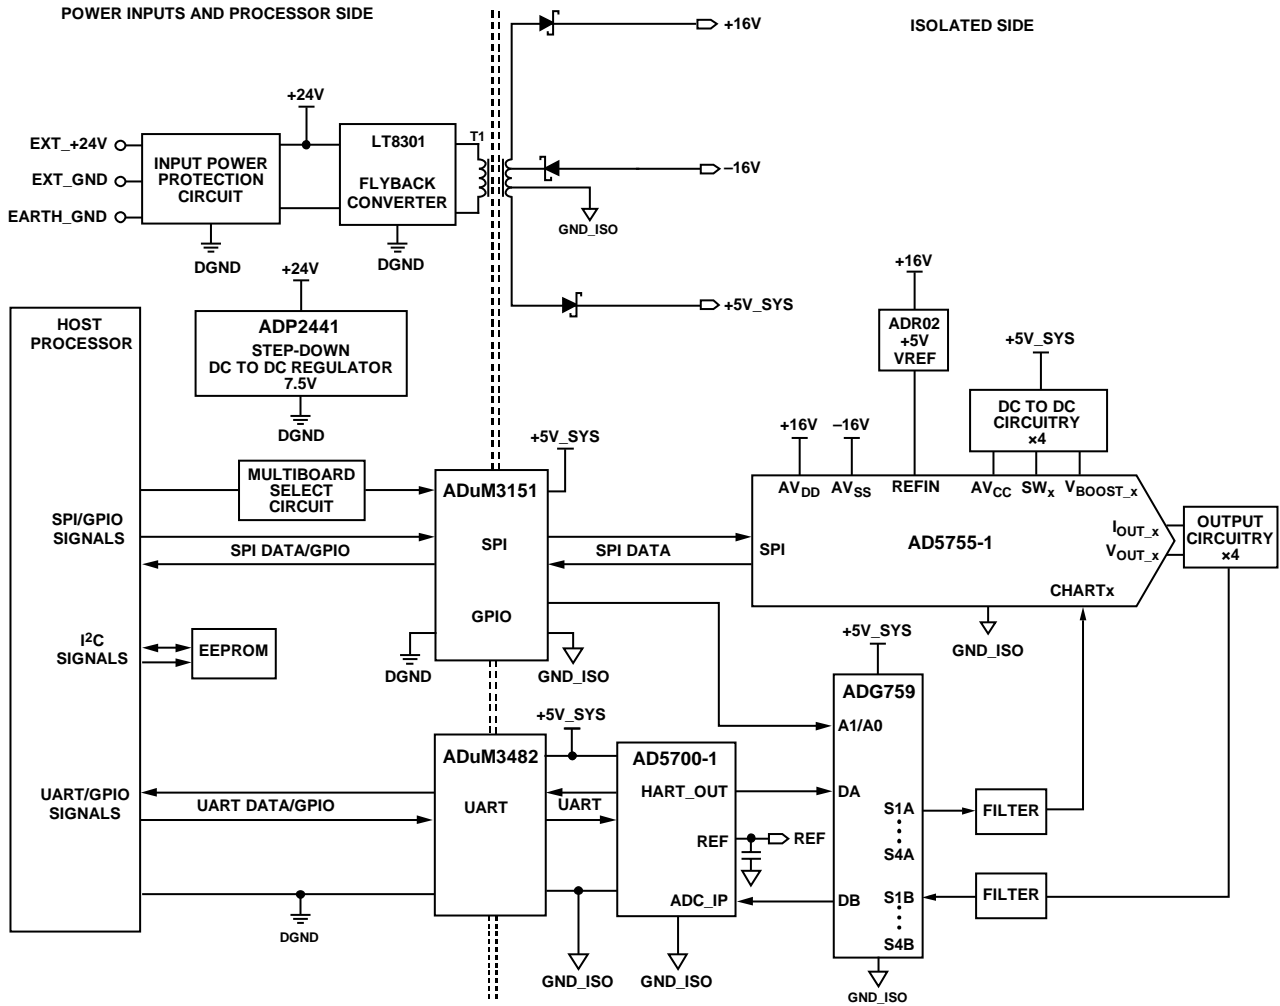 POWER INPUTS AND PROCESSOR SIDE
ISOLATED SIDE
+16V
+24V
EXT_+24V
EXT_GND
EARTH_GND
INPUT POWER
PROTECTION
CIRCUIT
LT8301
FLYBACK
CONVERTER
T1
–16V
GND_ISO
DGND
DGND
+5V_SYS
+24V
ADP2441
STEP-DOWN
DC TO DC REGULATOR
7.5V
DGND
HOST
PROCESSOR
+16V
ADR02
+5V
VREF
+5V_SYS
DC TO DC
CIRCUITRY
×4
+16V
–16V
+5V_SYS
MULTIBOARD
SELECT
CIRCUIT
ADuM3151
SPI
GPIO
AVDD
AVSS
REFIN
AVCC
SWx
VBOOST_x
SPI/GPIO
SIGNALS
SPI DATA/GPIO
SPI DATA
SPI
AD5755-1
IOUT_x
VOUT_x
CHARTx
OUTPUT
CIRCUITRY
×4
I2C
SIGNALS
EEPROM
DGND
GND_ISO
GND_ISO
+5V_SYS
ADG759
A1/A0
+5V_SYS
ADuM3482
UART
AD5700-1
HART_OUT
REF
ADC_IP
UART/GPIO
SIGNALS
UART DATA/GPIO
UART
REF
DA
DB
S1A
S4A
S1B
S4B
FILTER
FILTER
DGND
GND_ISO
GND_ISO
GND_ISO